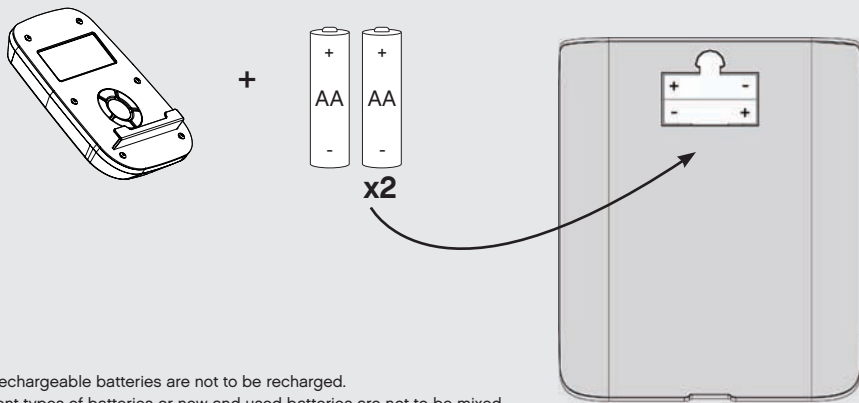 +
+ +
AA AA
- -
x2
+ -
- +
echargeable batteries are not to be recharged.
types of batteries or new and used batteries are not to be mixed